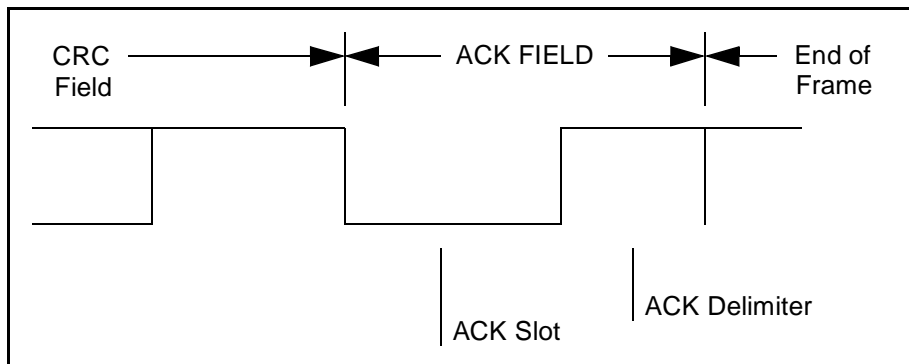 CRC
Field
ACK FIELD
End of
Frame
ACK Slot
ACK Delimiter